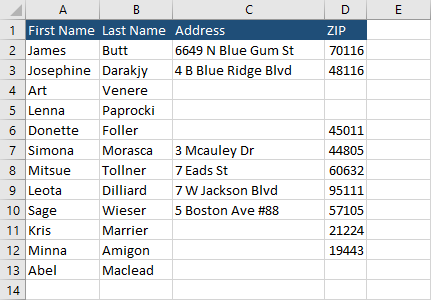 A B C D E
1 First Name Last Name Address ZIP
2 James Butt 6649 N Blue Gum St 70116
3 Josephine Darakjy 4 B Blue Ridge Blvd 48116
4 Art Venere
5 Lenna Paprocki
6 Donette Foller 45011
7 Simona Morasca 3 Mcauley Dr 44805
8 Mitsue Tollner 7 Eads St 60632
9 Leota Dilliard 7 W Jackson Blvd 95111
10 Sage Wieser 5 Boston Ave #88 57105
11 Kris Marrier 21224
12 Minna Amigon 19443
13 Abel Maclead
14